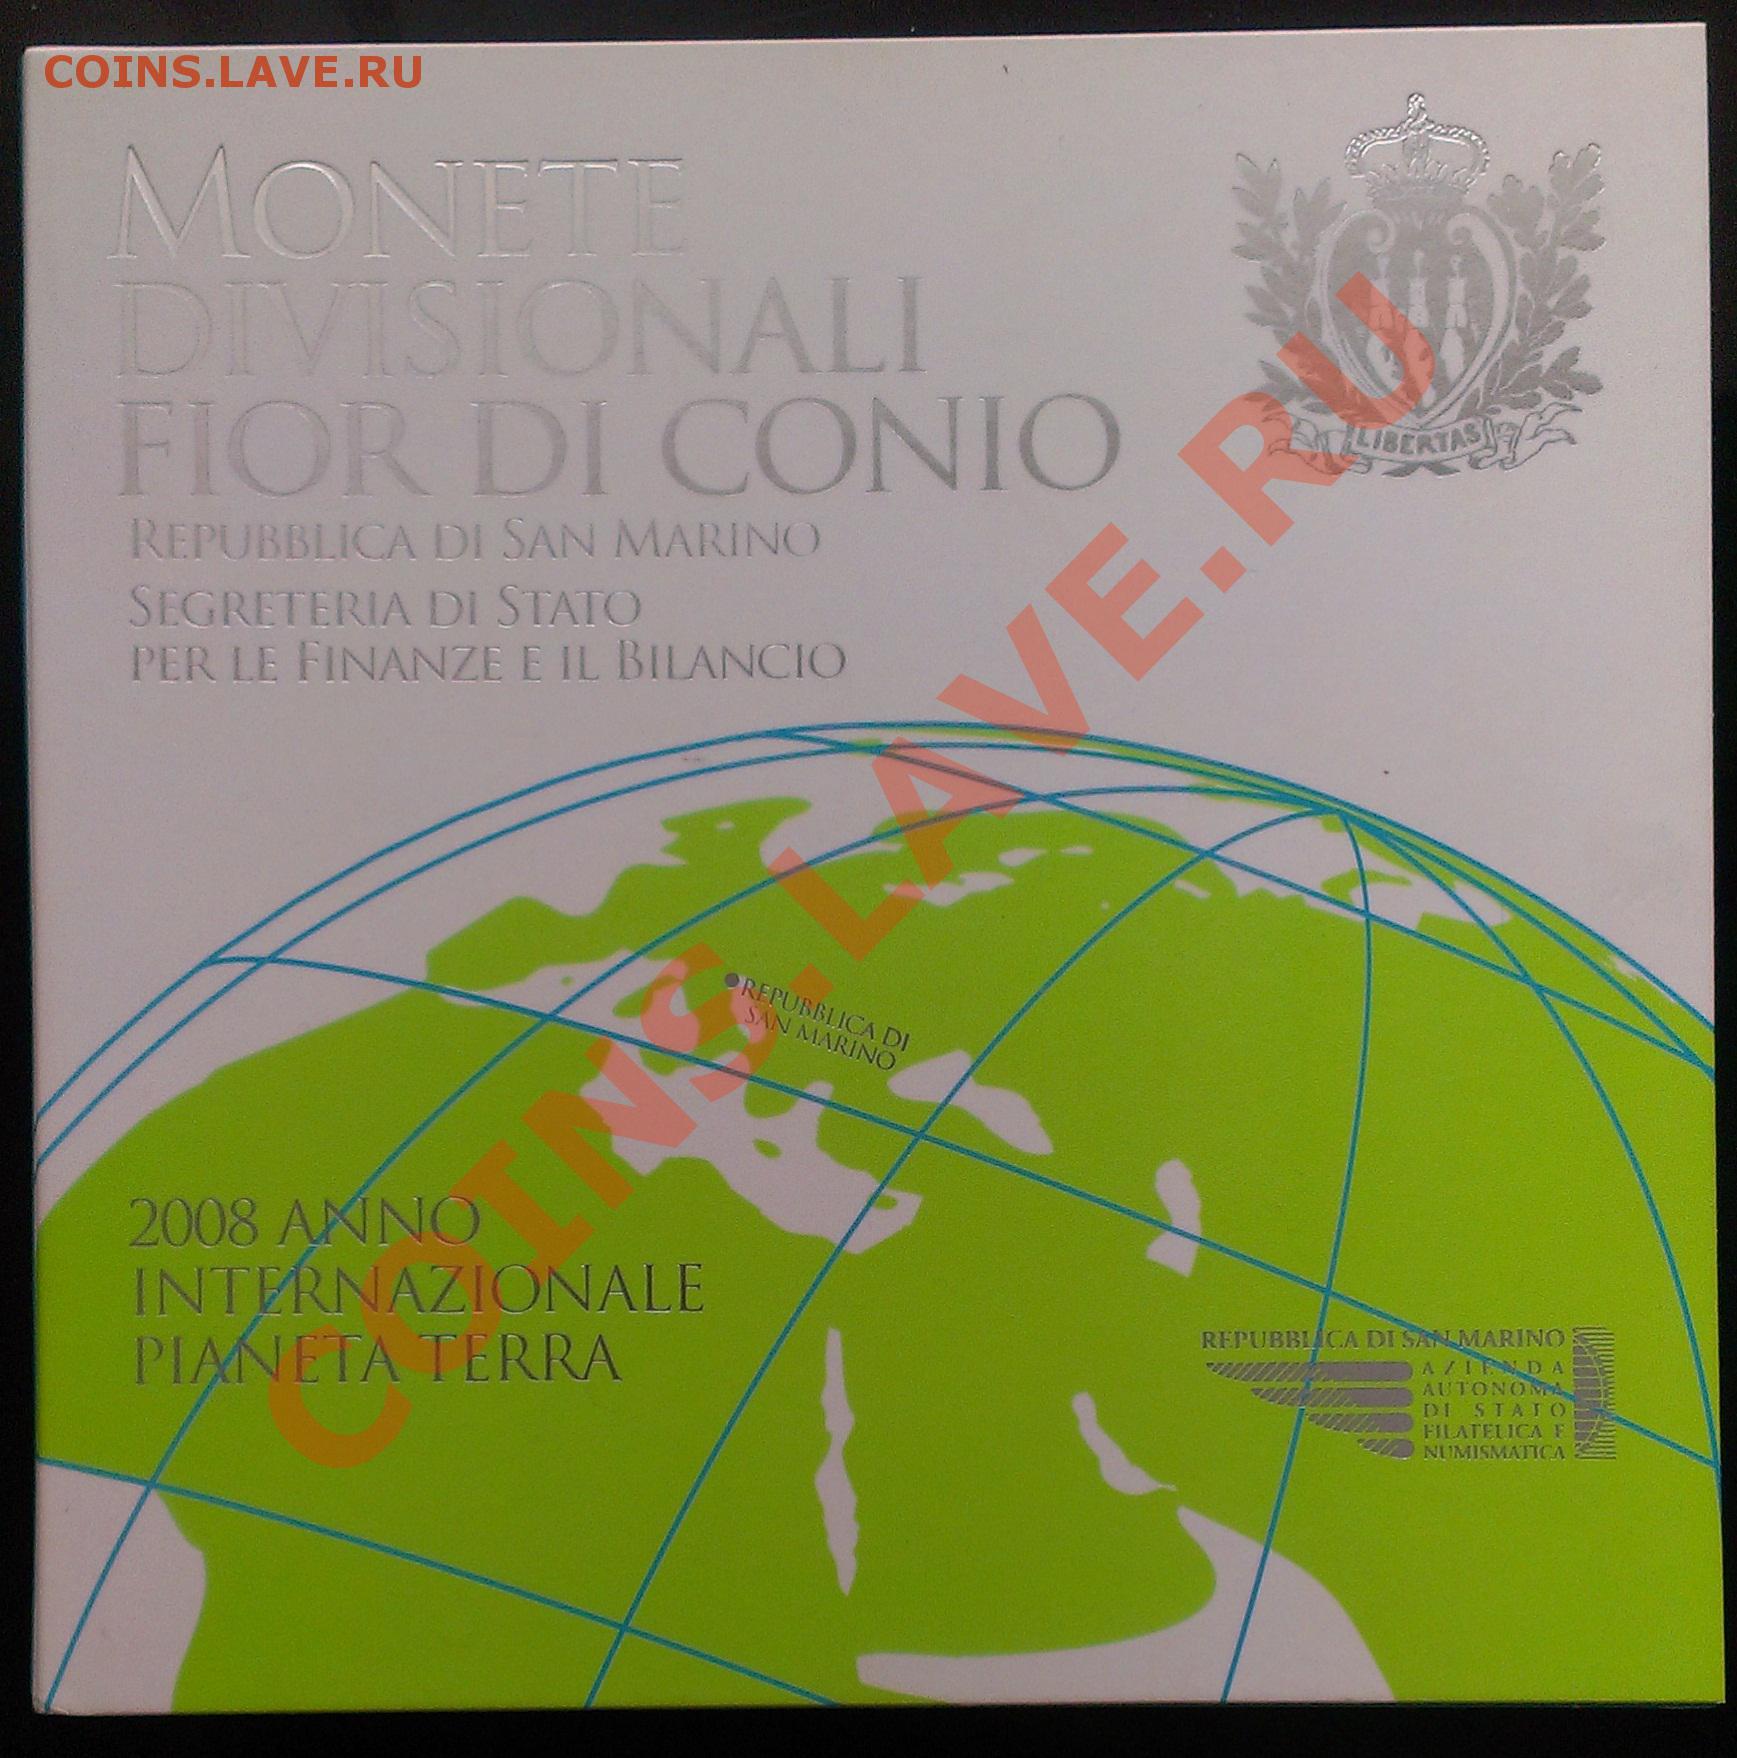 COINS.LAVE.RU
MONETE
DIVISIONALI
FIOR DI CONIO
REPUBBLICA DI SAN MARINO
SEGRETERIA DI STATO
PER LE FINANZE E IL BILANCIO
LIBERTAS
COINS.LAVE.RU
REPUBBLICA DI
SAN MARINO
2008 ANNO
INTERNAZIONALE
PIANETA TERRA
REPUBBLICA DI SAN MARINO
AZIENDA
AUTONOMA
DI STATO
FILATELICA E
NUMISMATICA